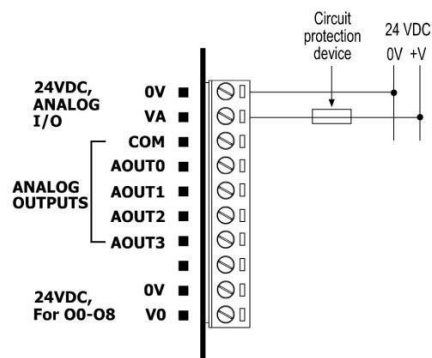 Circuit
protection
device
24 VDC
0V +V
24VDC,
ANALOG
I/O
0V
VA
COM
AOUT0
ANALOG
OUTPUTS
AOUT1
AOUT2
AOUT3
24VDC,
For O0-O8
0V
V0